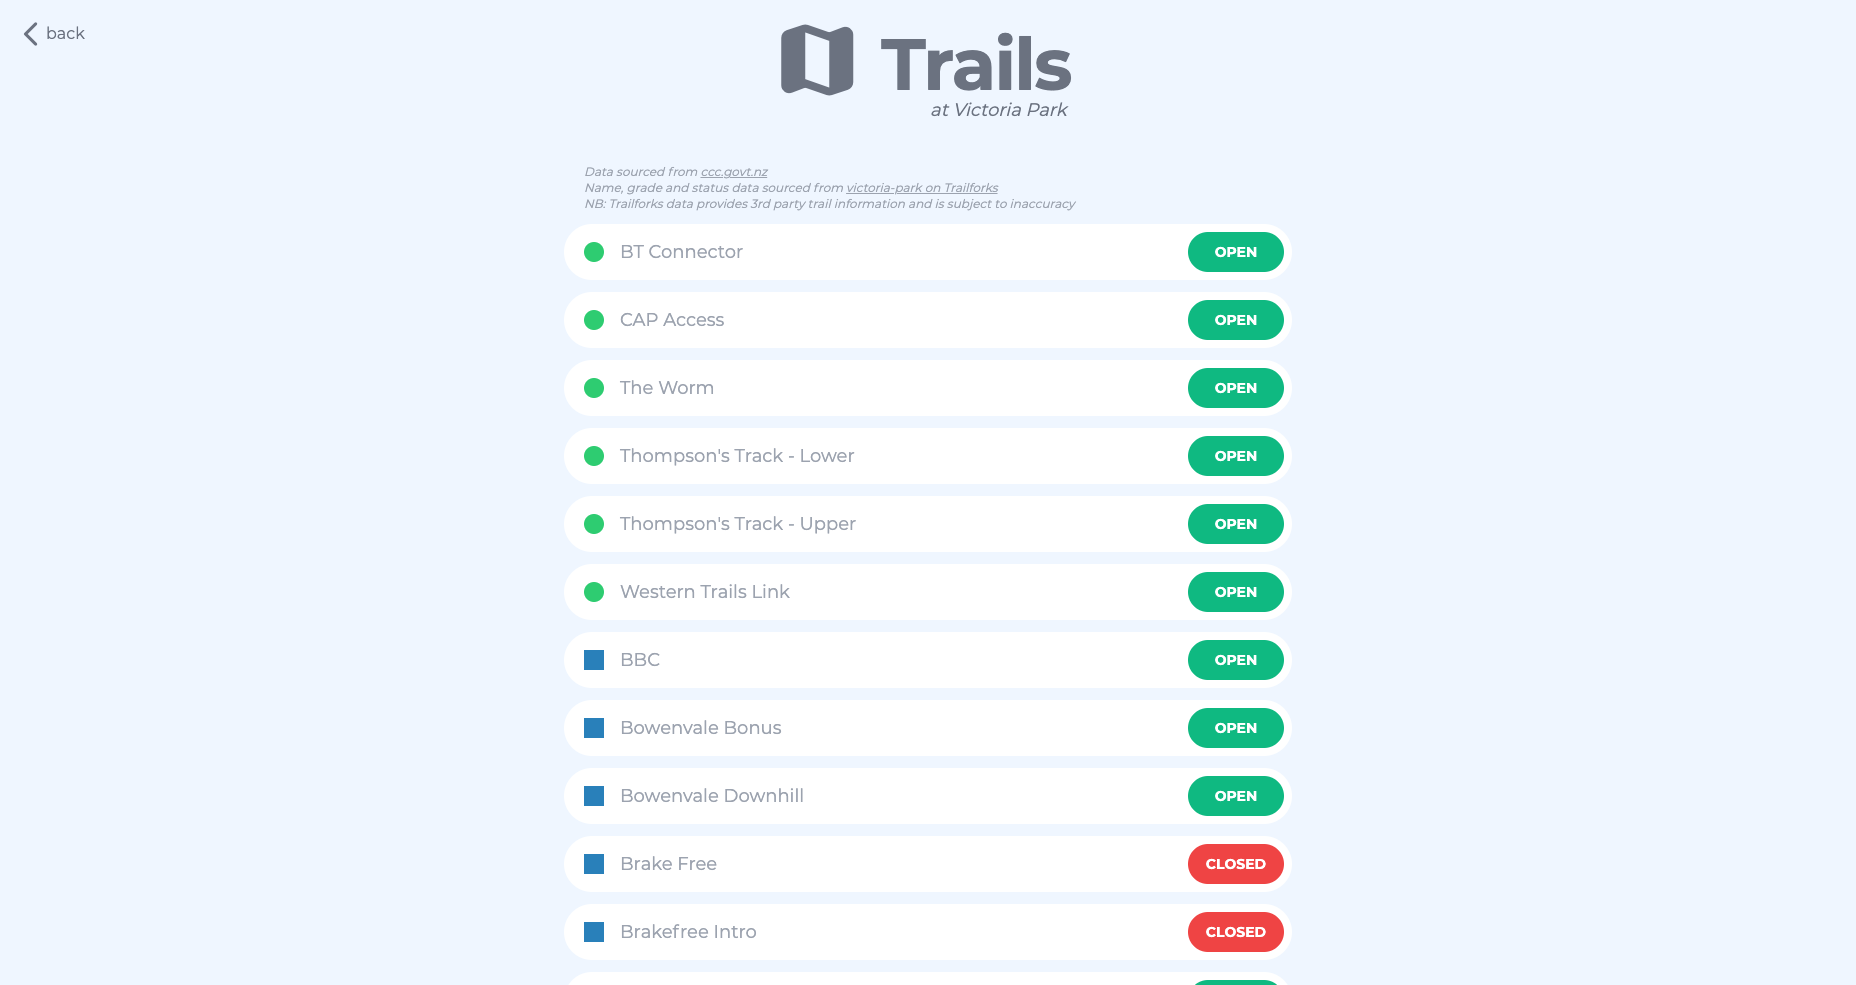 back
Trails
at Victoria Park
Data sourced from ccc.govt.nz
Name, grade and status data sourced from victoria-park on Trailforks
NB: Trailforks data provides 3rd party trail information and is subject to inaccuracy
BT Connector OPEN
CAP Access OPEN
The Worm OPEN
Thompson's Track - Lower OPEN
Thompson's Track - Upper OPEN
Western Trails Link OPEN
BBC OPEN
Bowenvale Bonus OPEN
Bowenvale Downhill OPEN
Brake Free CLOSED
Brakefree Intro CLOSED